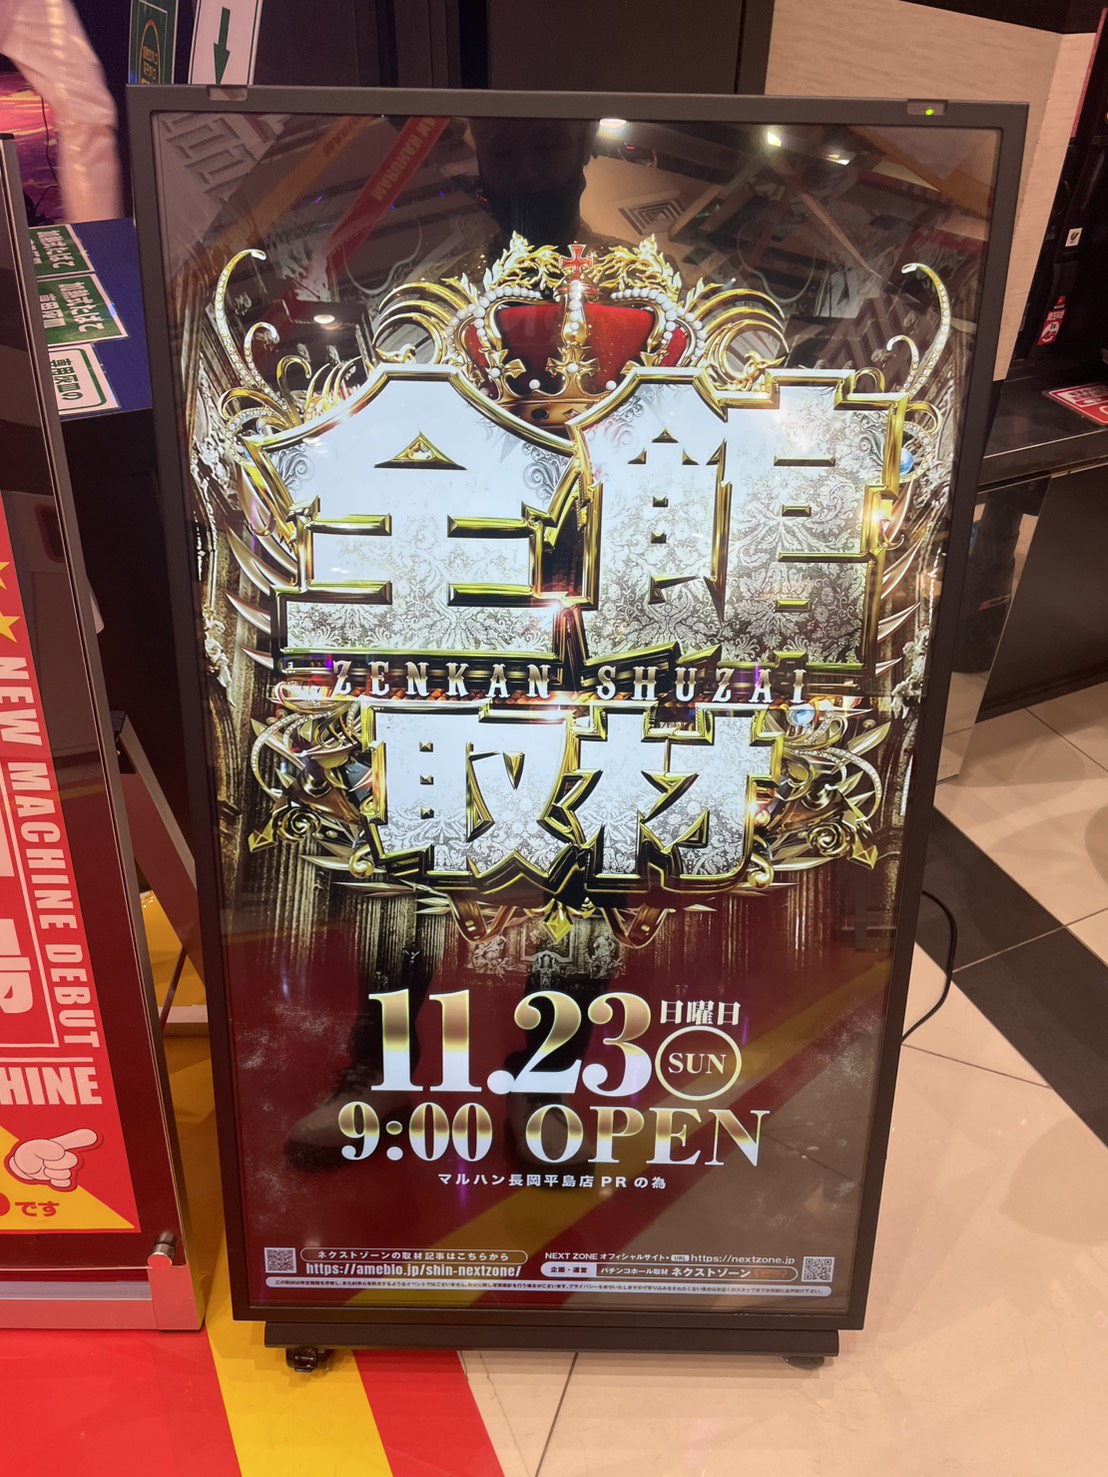 全館
ZENKAN SHUZAI
取材
11.23 日曜日 SUN
9:00 OPEN
マルハン長岡平島店 PR の為
ネクストゾーンの取材記事はこちらから
https://ameblo.jp/shin-nextzone/
NEXT ZONE オフィシャルサイト URL https://nextzone.jp
企画・運営 パチンコホール取材 ネクストゾーン
NEW MACHINE DEBUT
HINE
です